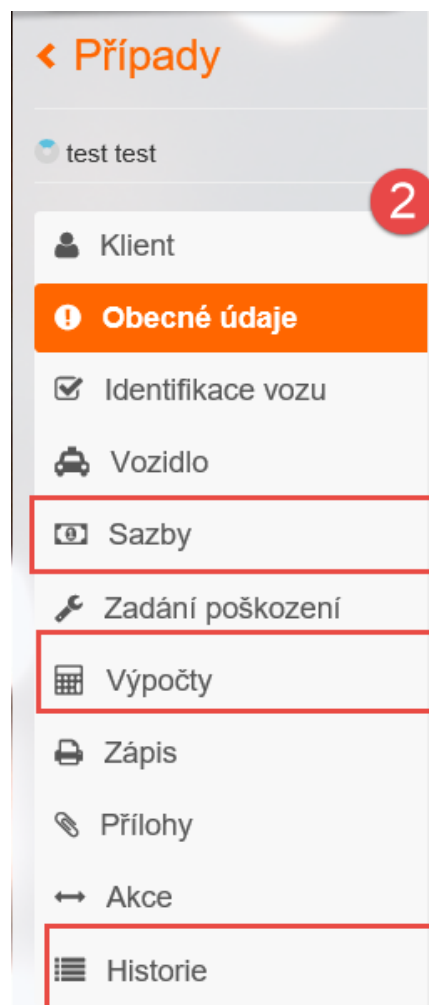 Případy
test test
2
Klient
Obecné údaje
Identifikace vozu
Vozidlo
Sazby
Zadání poškození
Výpočty
Zápis
Přílohy
Akce
Historie